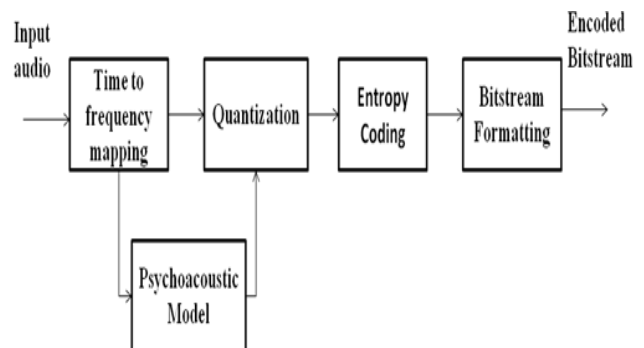 Input
audio
Time to
frequency
mapping
Quantization
Entropy
Coding
Bitstream
Formatting
Encoded
Bitstream
Psychoacoustic
Model